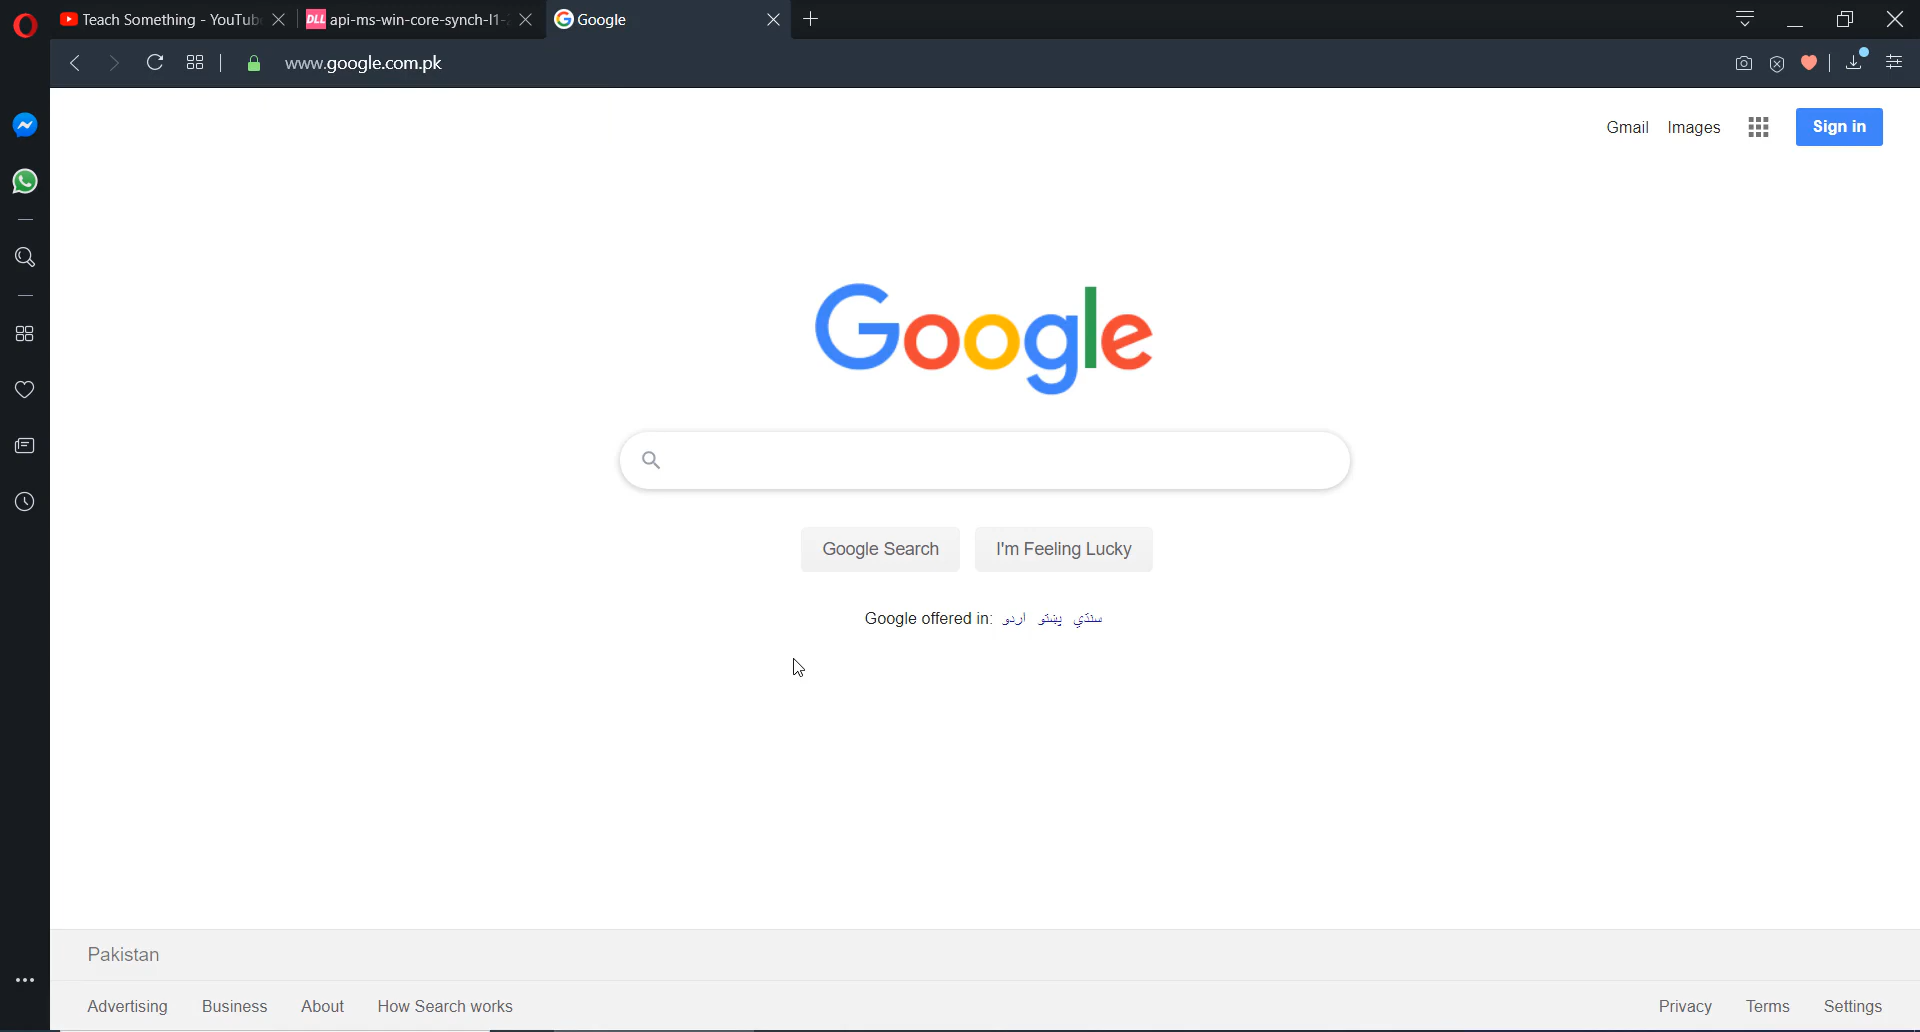 Teach Something - YouTub
DLL api-ms-win-core-synch-l1-
Google
www.google.com.pk
Gmail Images Sign in
Google
Google Search I'm Feeling Lucky
Google offered in: اردو پښتو سنڌي
Pakistan
Advertising Business About How Search works Privacy Terms Settings